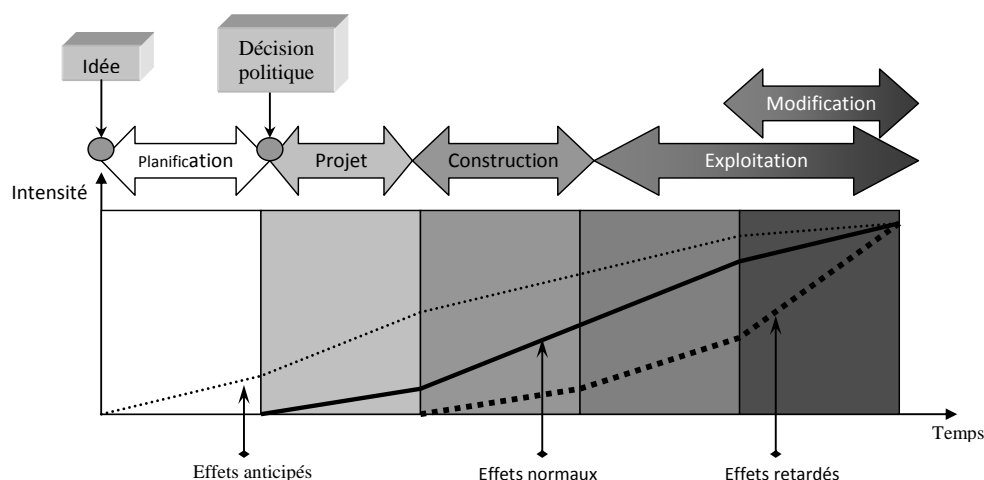 Idée
Décision
politique
Modification
Planification
Projet
Construction
Exploitation
Intensité
Temps
Effets anticipés
Effets normaux
Effets retardés